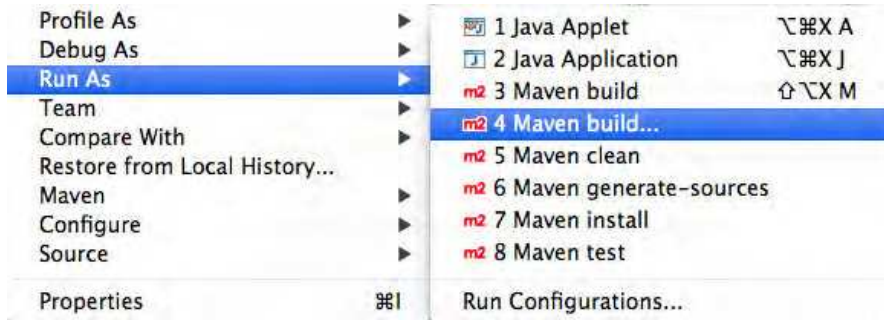 Profile As ▶
Debug As ▶
Run As ▶
Team ▶
Compare With ▶
Restore from Local History...
Maven ▶
Configure ▶
Source ▶
Properties ⌘I
1 Java Applet ⌥⌘X A
2 Java Application ⌥⌘X J
m2 3 Maven build ⇧⌥X M
m2 4 Maven build...
m2 5 Maven clean
m2 6 Maven generate-sources
m2 7 Maven install
m2 8 Maven test
Run Configurations...